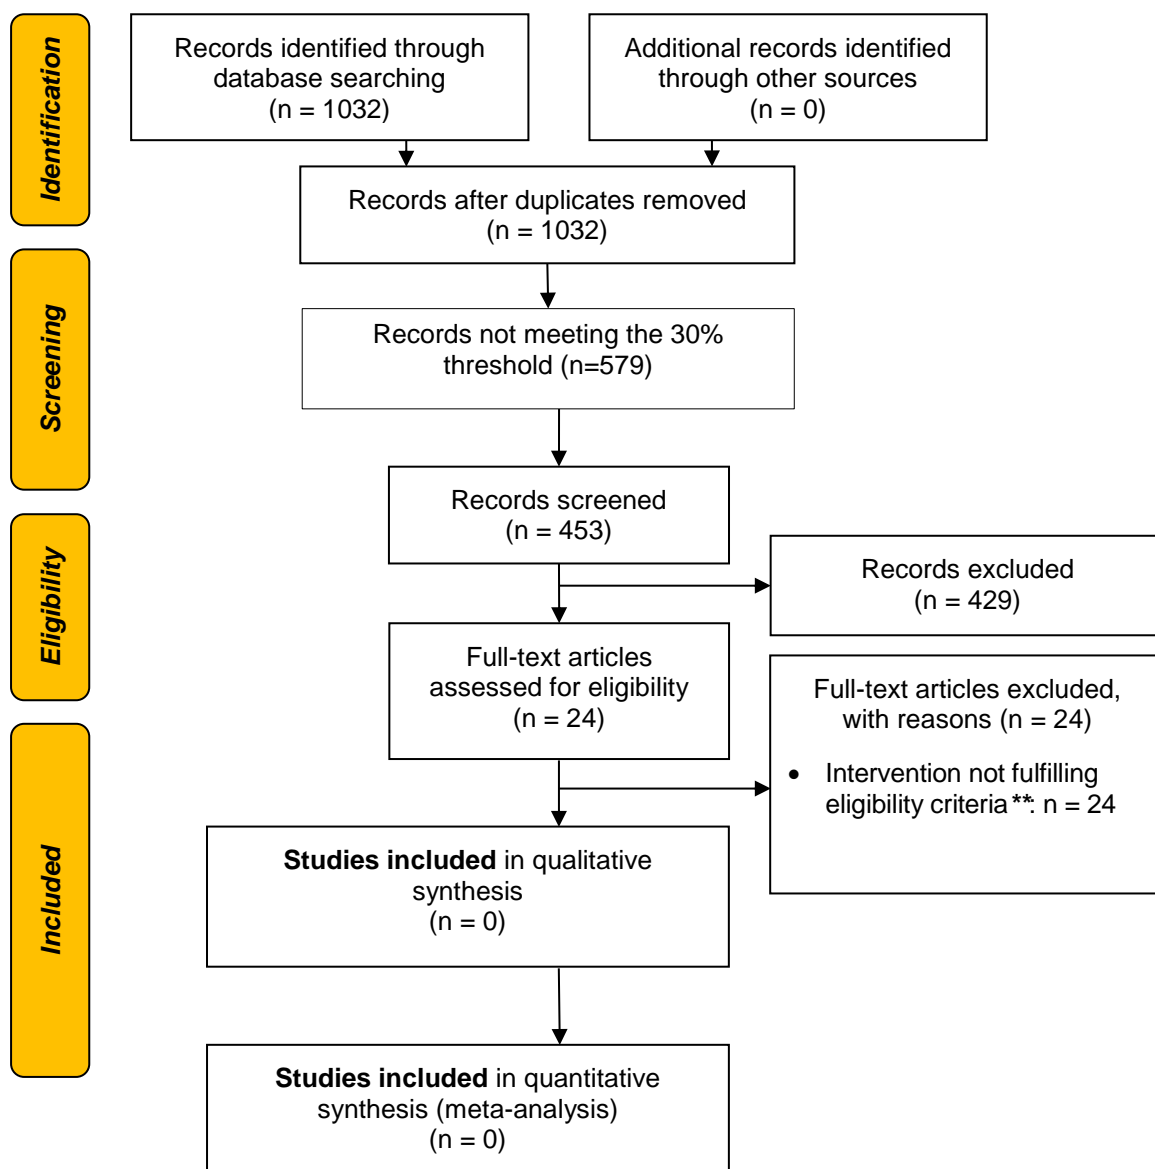 Identification
Records identified through
database searching
(n = 1032)
Additional records identified
through other sources
(n = 0)
Records after duplicates removed
(n = 1032)
Screening
Records not meeting the 30%
threshold (n=579)
Records screened
(n = 453)
Eligibility
Records excluded
(n = 429)
Full-text articles
assessed for eligibility
(n = 24)
Full-text articles excluded,
with reasons (n = 24)
• Intervention not fulfilling
eligibility criteria **: n = 24
Included
Studies included in qualitative
synthesis
(n = 0)
Studies included in quantitative
synthesis (meta-analysis)
(n = 0)